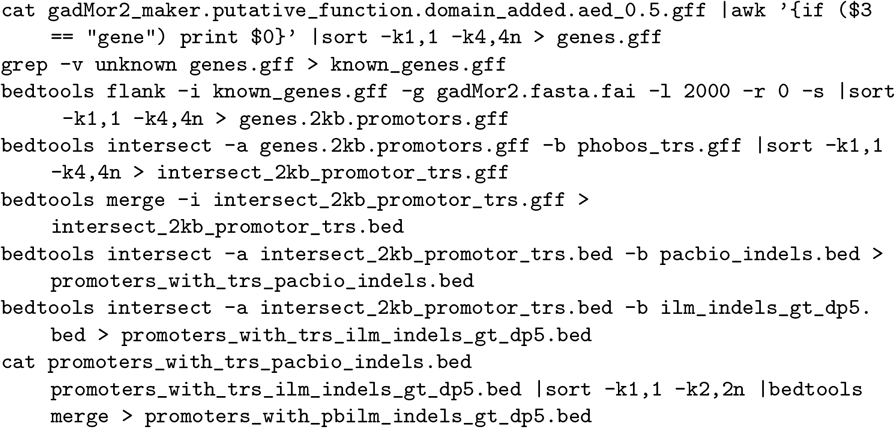 cat gadMor2_maker.putative_function.domain_added.aed_0.5.gff |awk ’{if ($3
== "gene") print $0}’ |sort -k1,1 -k4,4n > genes.gff
grep -v unknown genes.gff > known_genes.gff
bedtools flank -i known_genes.gff -g gadMor2.fasta.fai -l 2000 -r 0 -s |sort
-k1,1 -k4,4n > genes.2kb.promotors.gff
bedtools intersect -a genes.2kb.promotors.gff -b phobos_trs.gff |sort -k1,1
-k4,4n > intersect_2kb_promotor_trs.gff
bedtools merge -i intersect_2kb_promotor_trs.gff >
intersect_2kb_promotor_trs.bed
bedtools intersect -a intersect_2kb_promotor_trs.bed -b pacbio_indels.bed >
promoters_with_trs_pacbio_indels.bed
bedtools intersect -a intersect_2kb_promotor_trs.bed -b ilm_indels_gt_dp5.
bed > promoters_with_trs_ilm_indels_gt_dp5.bed
cat promoters_with_trs_pacbio_indels.bed
promoters_with_trs_ilm_indels_gt_dp5.bed |sort -k1,1 -k2,2n |bedtools
merge > promoters_with_pbilm_indels_gt_dp5.bed